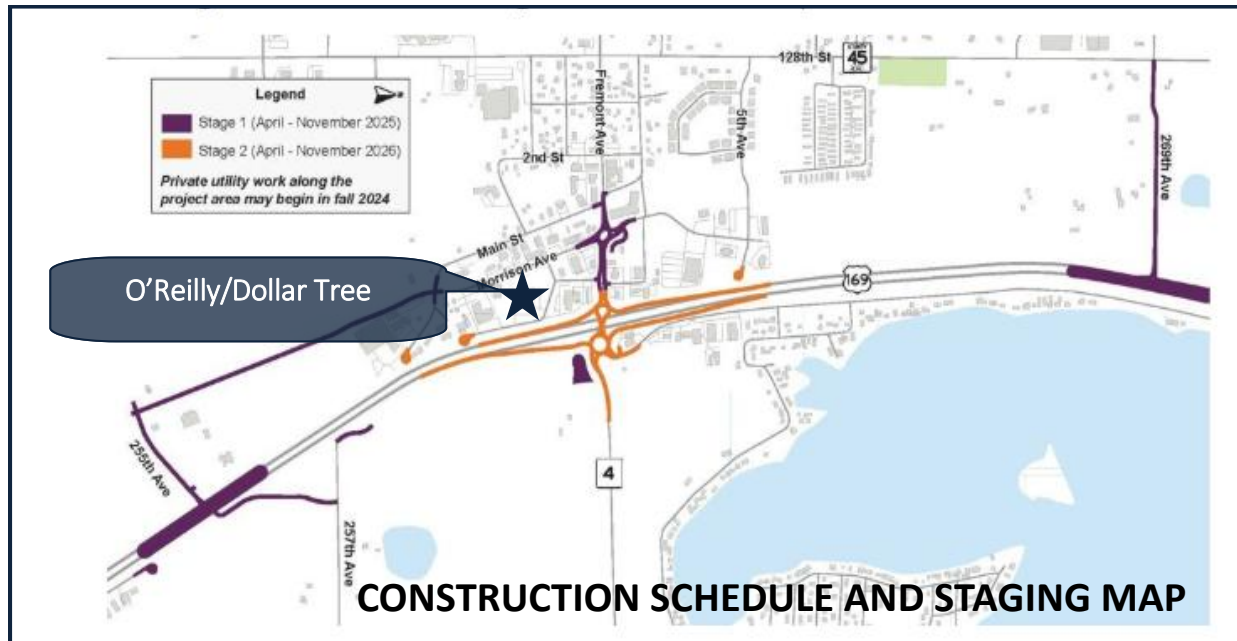 128th St
45
Fremont Ave
Legend
Stage 1 (April - November 2025)
Stage 2 (April - November 2026)
Private utility work along the
project area may begin in fall 2024
5th Ave
2nd St
269th Ave
Main St
Morrison Ave
O'Reilly/Dollar Tree
169
255th Ave
4
257th Ave
CONSTRUCTION SCHEDULE AND STAGING MAP